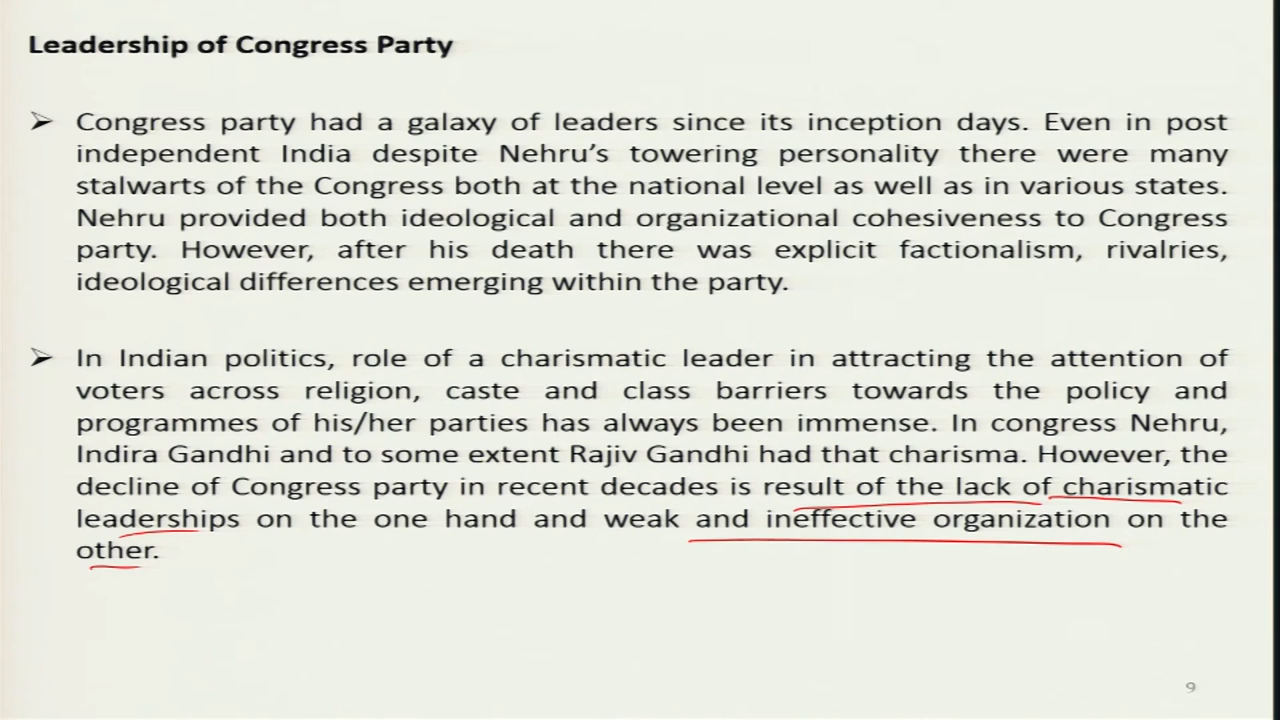 Leadership of Congress Party
➢ Congress party had a galaxy of leaders since its inception days. Even in post
independent India despite Nehru's towering personality there were many
stalwarts of the Congress both at the national level as well as in various states.
Nehru provided both ideological and organizational cohesiveness to Congress
party. However, after his death there was explicit factionalism, rivalries,
ideological differences emerging within the party.
➢ In Indian politics, role of a charismatic leader in attracting the attention of
voters across religion, caste and class barriers towards the policy and
programmes of his/her parties has always been immense. In congress Nehru,
Indira Gandhi and to some extent Rajiv Gandhi had that charisma. However, the
decline of Congress party in recent decades is result of the lack of charismatic
leaderships on the one hand and weak and ineffective organization on the
other.
9